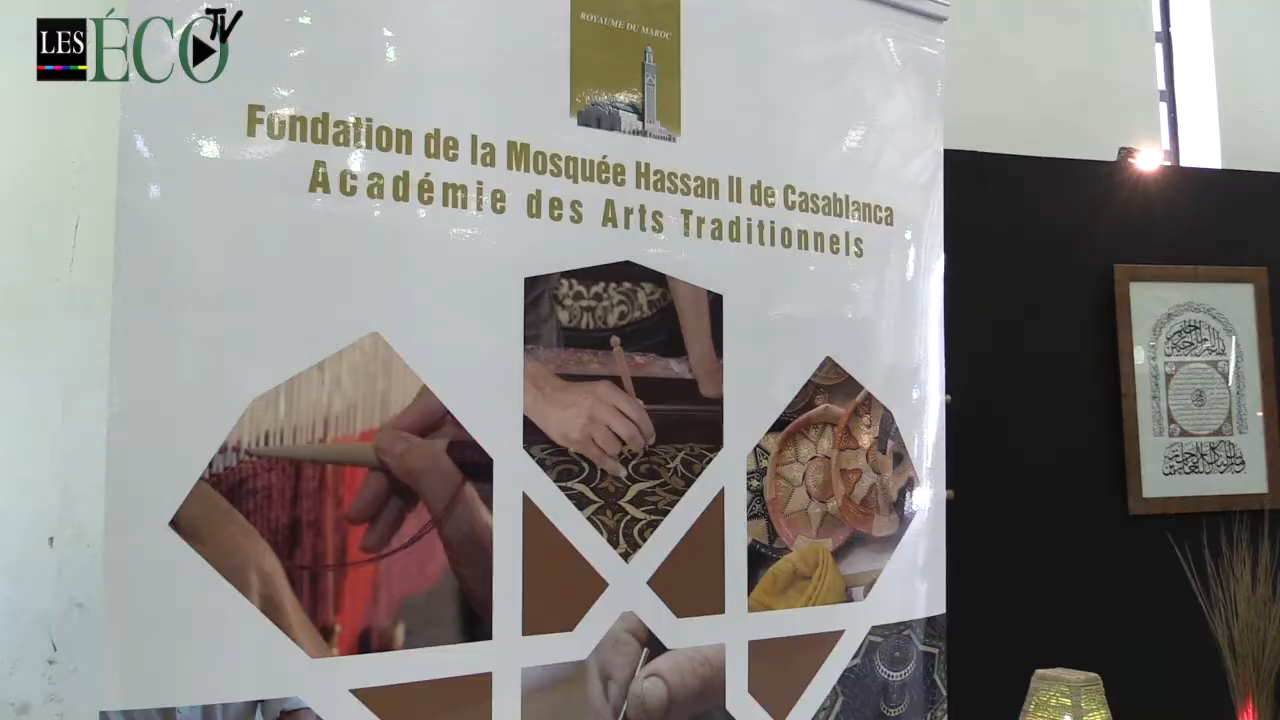 LES ÉCO TV
ROYAUME DU MAROC
Fondation de la Mosquée Hassan II de Casablanca
Académie des Arts Traditionnels